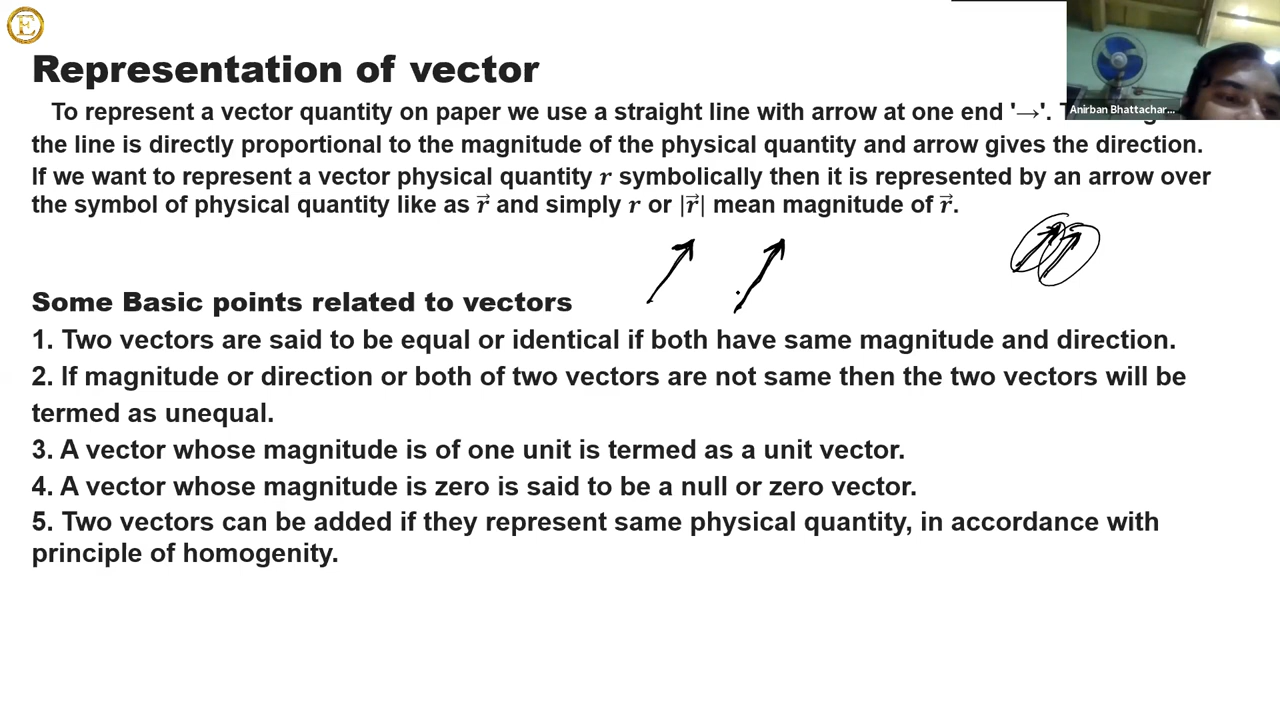 E
Representation of vector
To represent a vector quantity on paper we use a straight line with arrow at one end '→'.
Anirban Bhattachar...
the line is directly proportional to the magnitude of the physical quantity and arrow gives the direction.
If we want to represent a vector physical quantity r symbolically then it is represented by an arrow over
the symbol of physical quantity like as r⃗ and simply r or |r⃗| mean magnitude of r⃗.
Some Basic points related to vectors
1. Two vectors are said to be equal or identical if both have same magnitude and direction.
2. If magnitude or direction or both of two vectors are not same then the two vectors will be
termed as unequal.
3. A vector whose magnitude is of one unit is termed as a unit vector.
4. A vector whose magnitude is zero is said to be a null or zero vector.
5. Two vectors can be added if they represent same physical quantity, in accordance with
principle of homogenity.